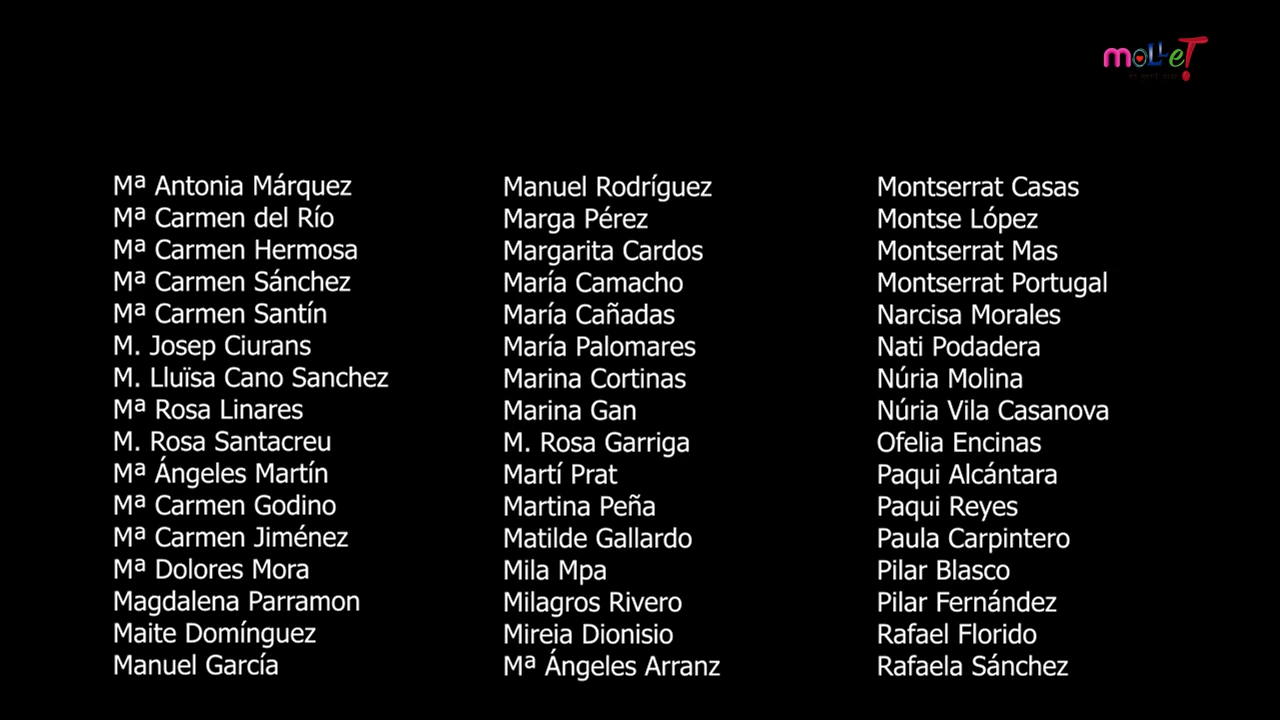 molleT
Mª Antonia Márquez
Mª Carmen del Río
Mª Carmen Hermosa
Mª Carmen Sánchez
Mª Carmen Santín
M. Josep Ciurans
M. Lluïsa Cano Sanchez
Mª Rosa Linares
M. Rosa Santacreu
Mª Ángeles Martín
Mª Carmen Godino
Mª Carmen Jiménez
Mª Dolores Mora
Magdalena Parramon
Maite Domínguez
Manuel García
Manuel Rodríguez
Marga Pérez
Margarita Cardos
María Camacho
María Cañadas
María Palomares
Marina Cortinas
Marina Gan
M. Rosa Garriga
Martí Prat
Martina Peña
Matilde Gallardo
Mila Mpa
Milagros Rivero
Mireia Dionisio
Mª Ángeles Arranz
Montserrat Casas
Montse López
Montserrat Mas
Montserrat Portugal
Narcisa Morales
Nati Podadera
Núria Molina
Núria Vila Casanova
Ofelia Encinas
Paqui Alcántara
Paqui Reyes
Paula Carpintero
Pilar Blasco
Pilar Fernández
Rafael Florido
Rafaela Sánchez